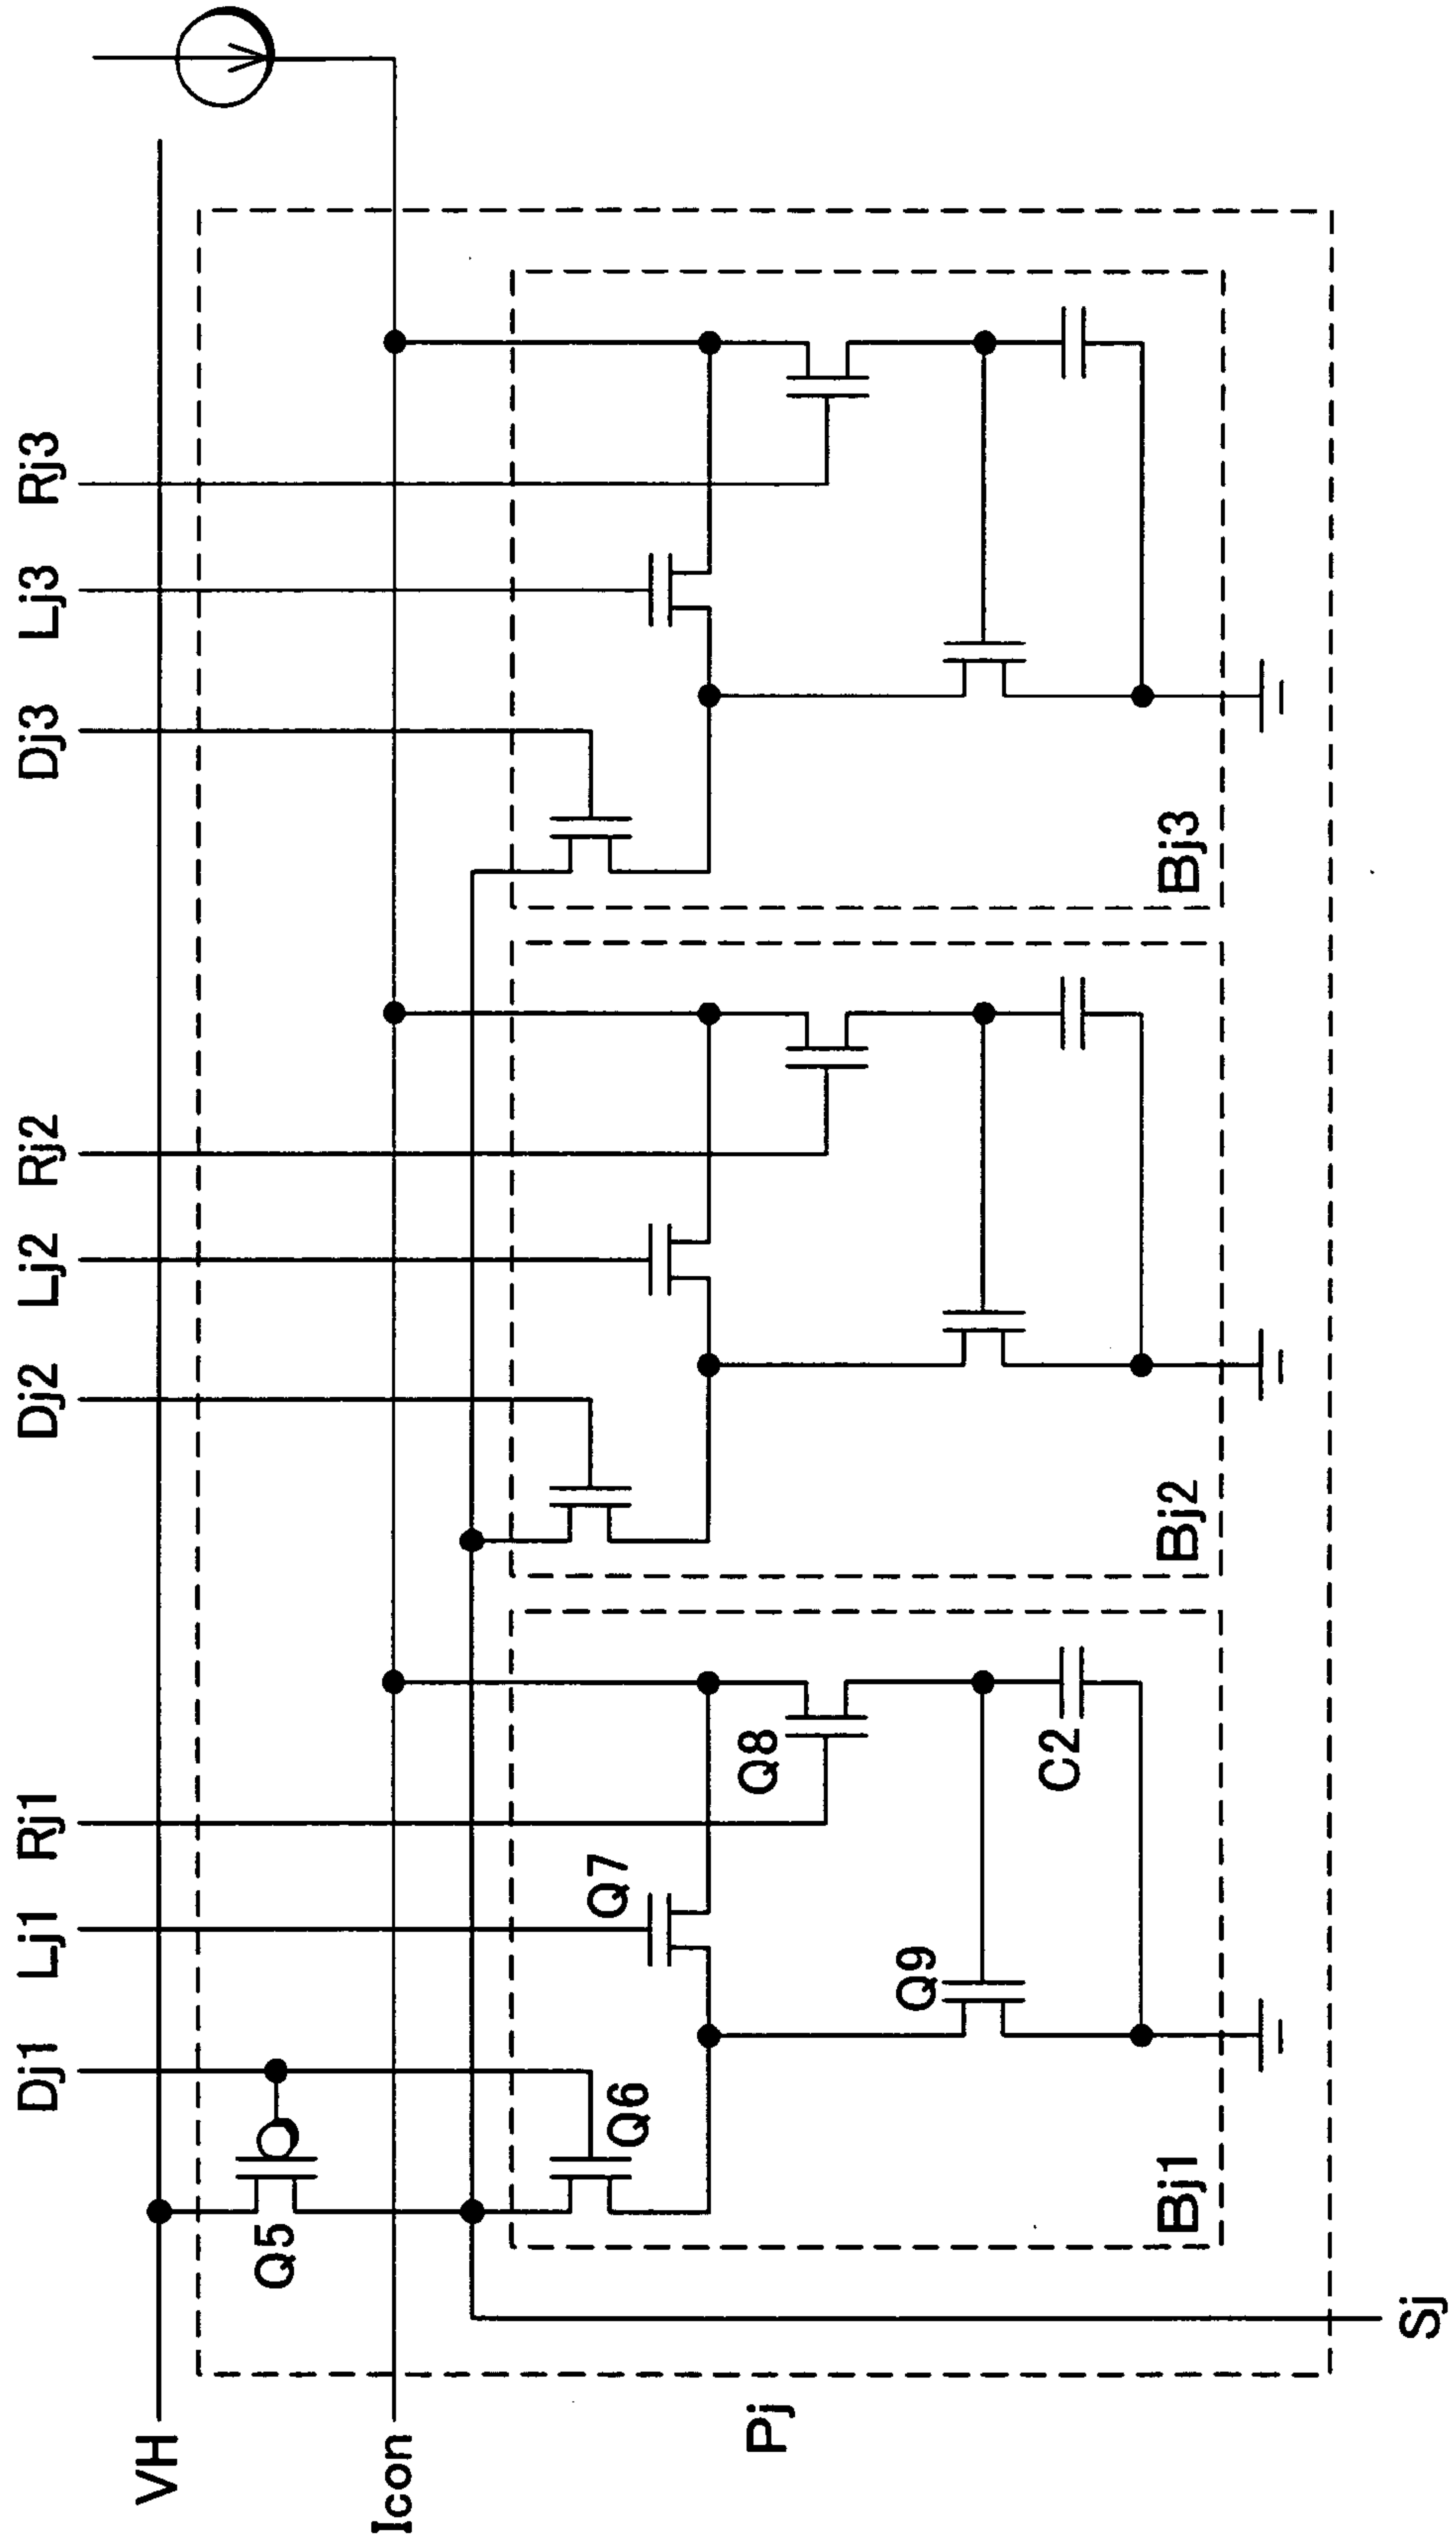 Dj1
Lj1
Rj1
Dj2
Lj2
Rj2
Dj3
Lj3
Rj3
VH
Q5
Icon
Q6
Q7
Q8
Q9
C2
Bj1
Bj2
Bj3
Pj
Sj